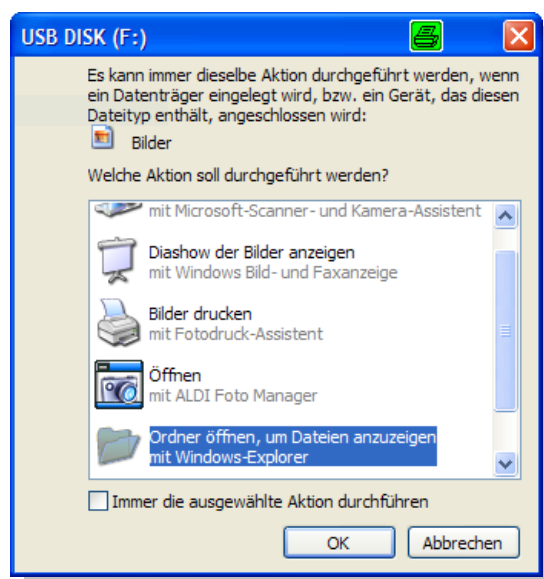 USB DISK (F:)
Es kann immer dieselbe Aktion durchgeführt werden, wenn
ein Datenträger eingelegt wird, bzw. ein Gerät, das diesen
Dateityp enthält, angeschlossen wird:
Bilder
Welche Aktion soll durchgeführt werden?
mit Microsoft-Scanner- und Kamera-Assistent
Diashow der Bilder anzeigen
mit Windows Bild- und Faxanzeige
Bilder drucken
mit Fotodruck-Assistent
Öffnen
mit ALDI Foto Manager
Ordner öffnen, um Dateien anzuzeigen
mit Windows-Explorer
Immer die ausgewählte Aktion durchführen
OK
Abbrechen